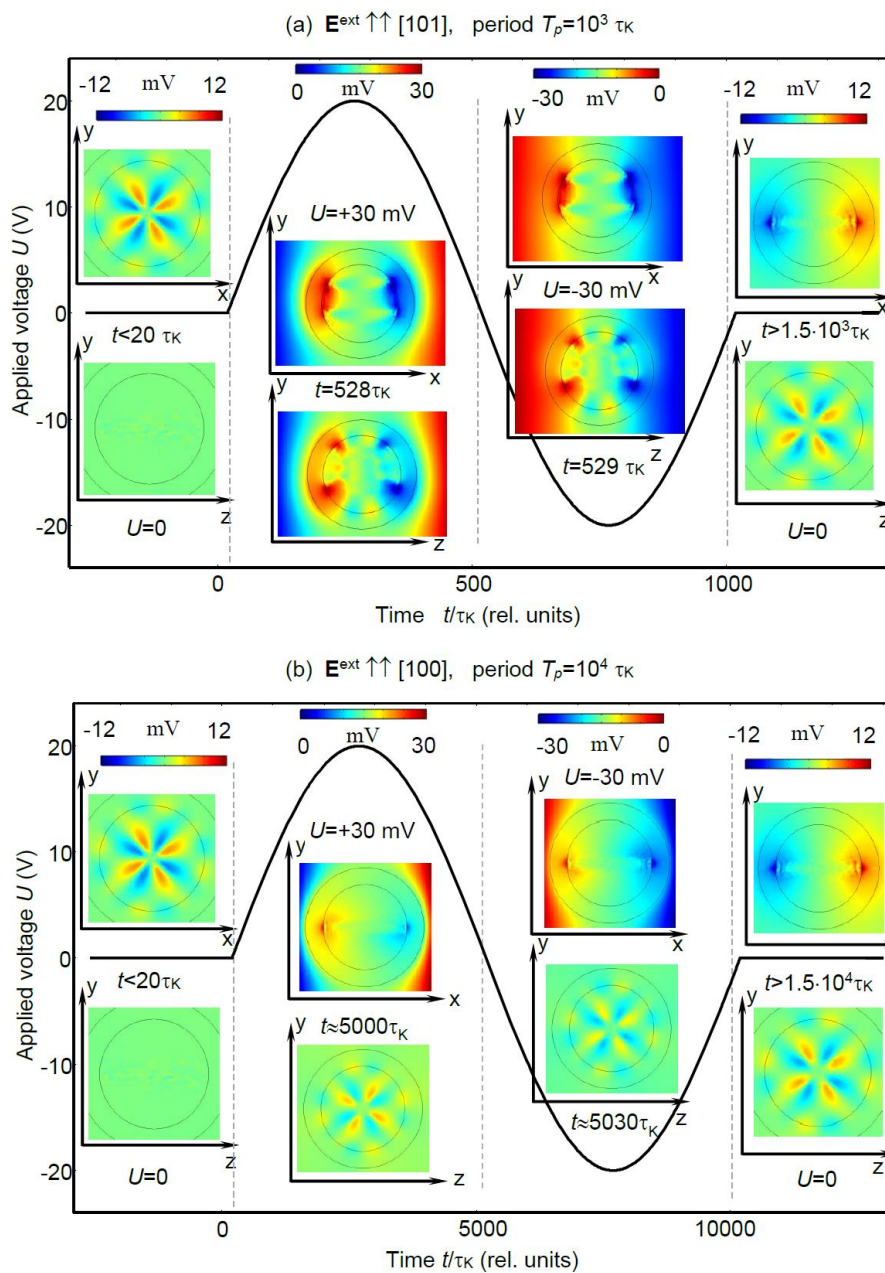 (a) E^ext ↑↑ [101], period T_p=10^3 τ_K
-12 mV 12
0 mV 30
-30 mV 0
-12 mV 12
Applied voltage U (V)
20
10
0
-10
-20
y
x
t<20 τ_K
y
z
U=0
U=+30 mV
y
x
t=528τ_K
y
z
y
x
U=-30 mV
y
z
t=529 τ_K
y
x
t>1.5·10^3τ_K
y
z
U=0
0 500 1000
Time t/τ_K (rel. units)
(b) E^ext ↑↑ [100], period T_p=10^4 τ_K
-12 mV 12
0 mV 30
-30 mV 0
-12 mV 12
Applied voltage U (V)
20
10
0
-10
-20
y
x
t<20τ_K
y
z
U=0
U=+30 mV
y
x
t≈5000τ_K
y
z
U=-30 mV
y
x
y
z
t≈5030τ_K
y
x
t>1.5·10^4τ_K
y
z
U=0
0 5000 10000
Time t/τ_K (rel. units)